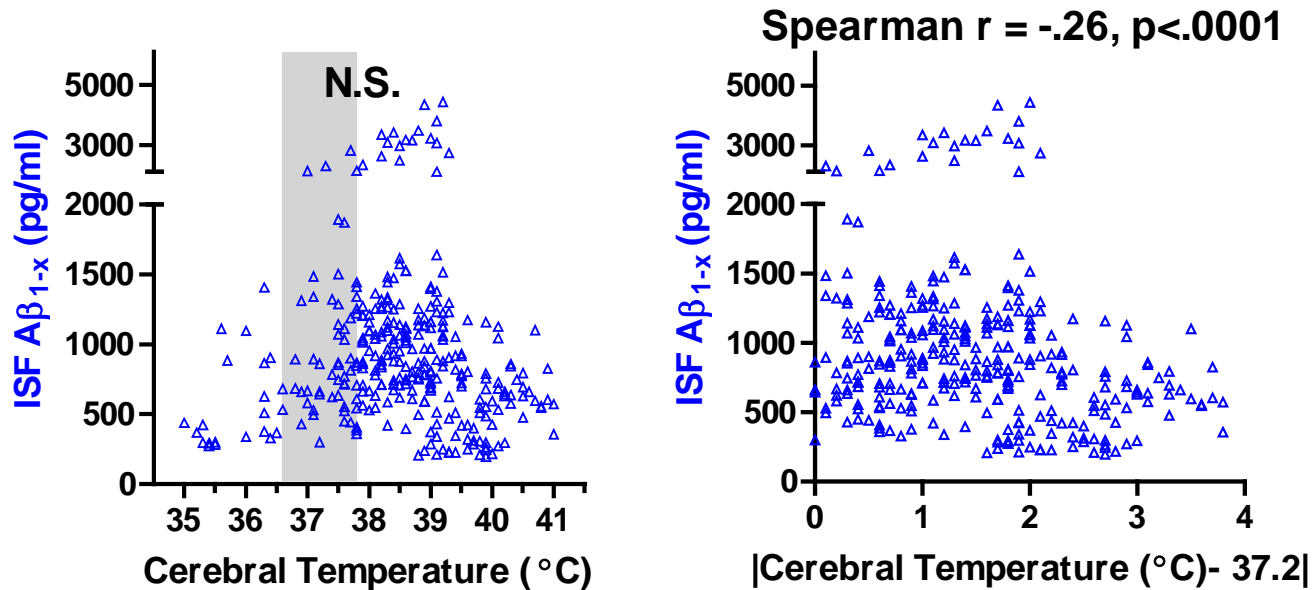 Spearman r = -.26, p<.0001
N.S.
ISF Aβ1-x (pg/ml)
5000
3000
2000
1500
1000
500
0
35 36 37 38 39 40 41
Cerebral Temperature (°C)
ISF Aβ1-x (pg/ml)
5000
3000
2000
1500
1000
500
0
0 1 2 3 4
|Cerebral Temperature (°C)- 37.2|